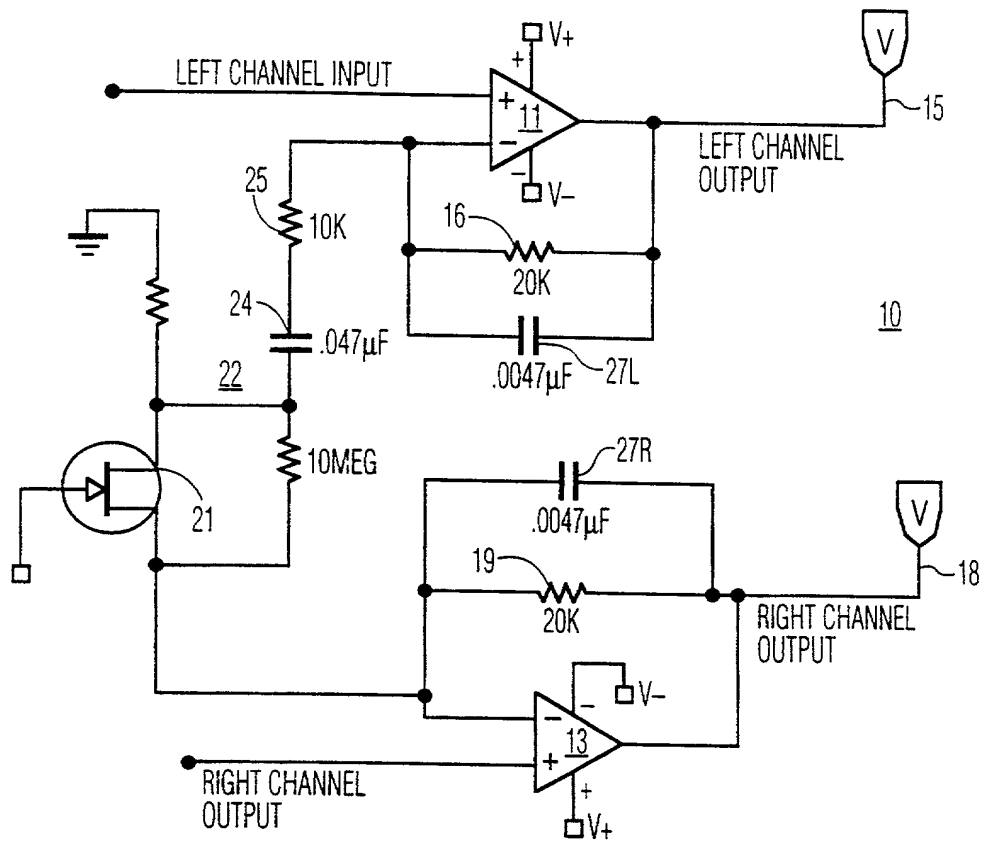 V+
V
LEFT CHANNEL INPUT
+
+
11
15
−
−
V−
LEFT CHANNEL
OUTPUT
25
10K
16
20K
24
.047µF
10
22
.0047µF
27L
10MEG
27R
21
.0047µF
V
19
20K
18
RIGHT CHANNEL
OUTPUT
−
V−
−
13
+
RIGHT CHANNEL
OUTPUT
+
V+